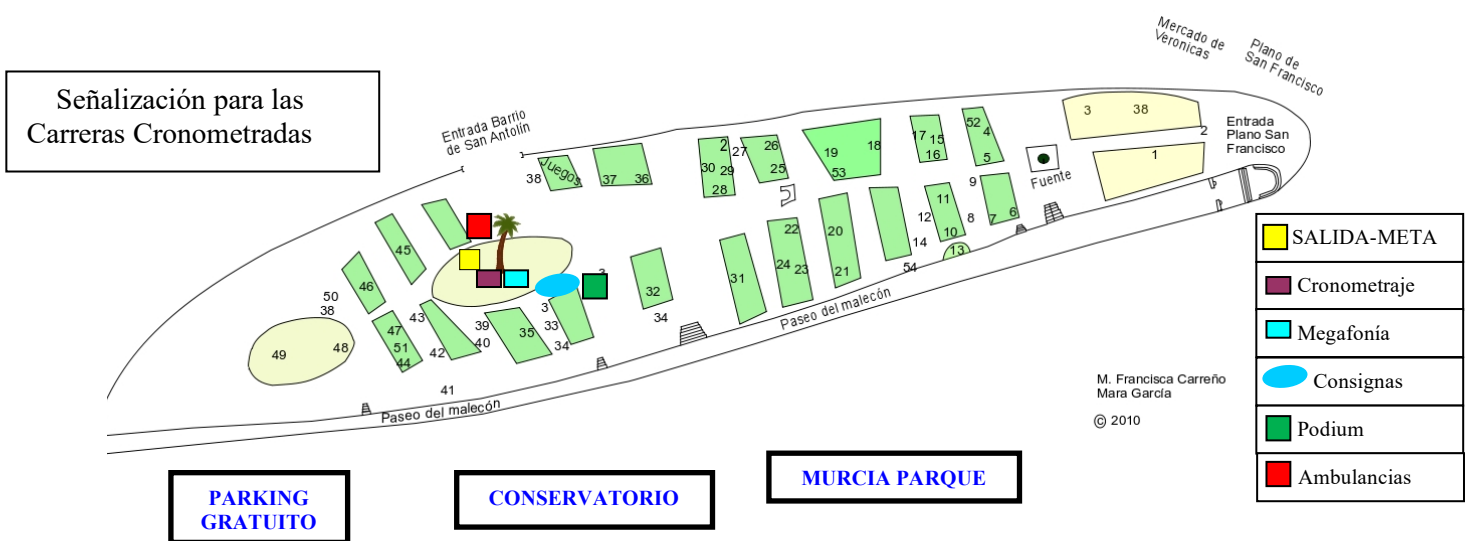 Mercado de
Veronicas
Plano de
San Francisco
Señalización para las
Carreras Cronometradas
Entrada Barrio
de San Antolín
Entrada
Plano San
Francisco
3 38
2
1
52
4
5
17 15
16
18
19
53
26
25
27
2
30 29
28
37 36
Juegos
38
Fuente
9
7 6
8
11
10
12
14
13
54
20
21
22
24 23
31
32
34
3
3
33
34
35
39
40
45
46
50
38
43
42
47
51
44
49 48
41
Paseo del malecón
Paseo del malecón
M. Francisca Carreño
Mara García
© 2010
SALIDA-META
Cronometraje
Megafonía
Consignas
Podium
Ambulancias
PARKING
GRATUITO
CONSERVATORIO
MURCIA PARQUE